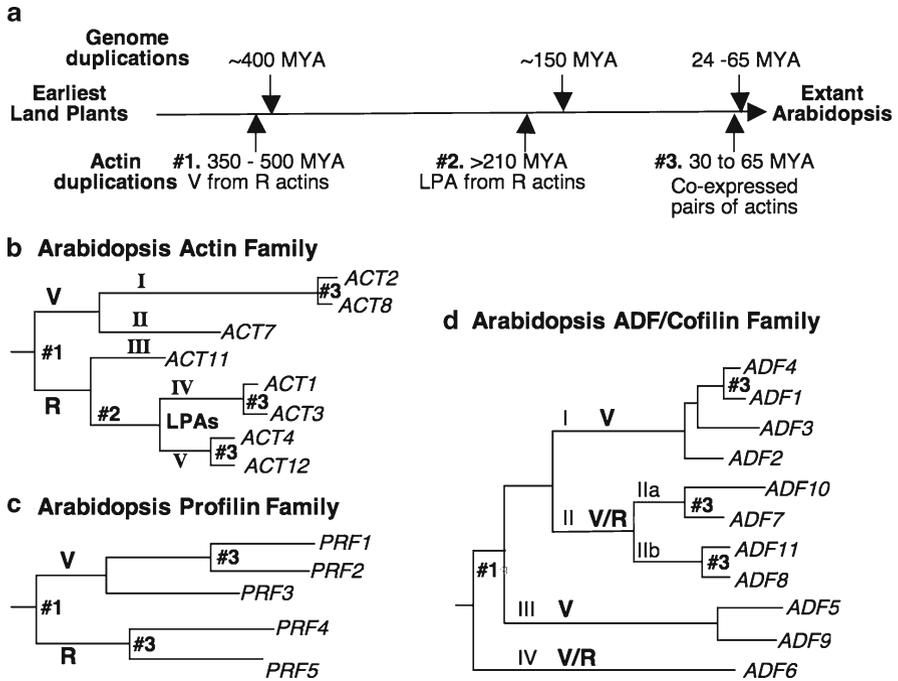 a
Genome
duplications
~400 MYA
~150 MYA
24 -65 MYA
Earliest
Land Plants
Extant
Arabidopsis
Actin
duplications
#1. 350 - 500 MYA
V from R actins
#2. >210 MYA
LPA from R actins
#3. 30 to 65 MYA
Co-expressed
pairs of actins
b Arabidopsis Actin Family
V
I
#3
ACT2
ACT8
II
ACT7
#1
III
ACT11
R
#2
IV
LPAs
ACT1
#3
ACT3
V
ACT4
#3
ACT12
c Arabidopsis Profilin Family
V
#3
PRF1
PRF2
PRF3
#1
R
#3
PRF4
PRF5
d Arabidopsis ADF/Cofilin Family
I V
ADF4
#3
ADF1
ADF3
ADF2
II V/R
IIa
ADF10
#3
ADF7
IIb
ADF11
#3
ADF8
#1
III V
ADF5
ADF9
IV V/R
ADF6